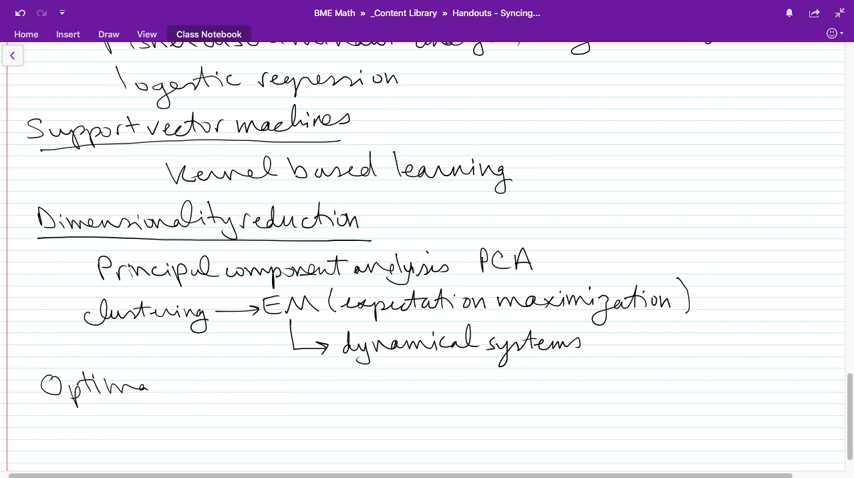 BME Math » _Content Library » Handouts - Syncing...
Home Insert Draw View Class Notebook
logestic regression
Support vector machines
Kernel based learning
Dimensionality reduction
Principal component analysis PCA
clustering → EM (expectation maximization)
↳ dynamical systems
Optima